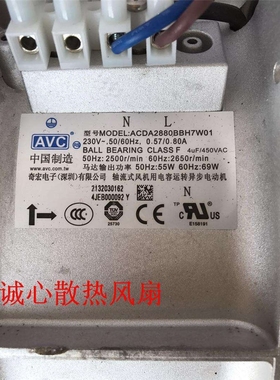 N L
型号MODEL:ACDA2880BBH7W01
AVC
230V~.50/60Hz, 0.57/0.80A
BALL BEARING CLASS F 4uF/450VAC
中国制造
50Hz:2500r/min 60Hz:2650r/min
www.avc.com.tw
马达输出功率 50Hz:55W 60Hz:69W
奇宏电子(深圳)有限公司 轴流式风机用电容运转异步电动机
2132030162
4JEB000092 Y
N
诚心散热风扇